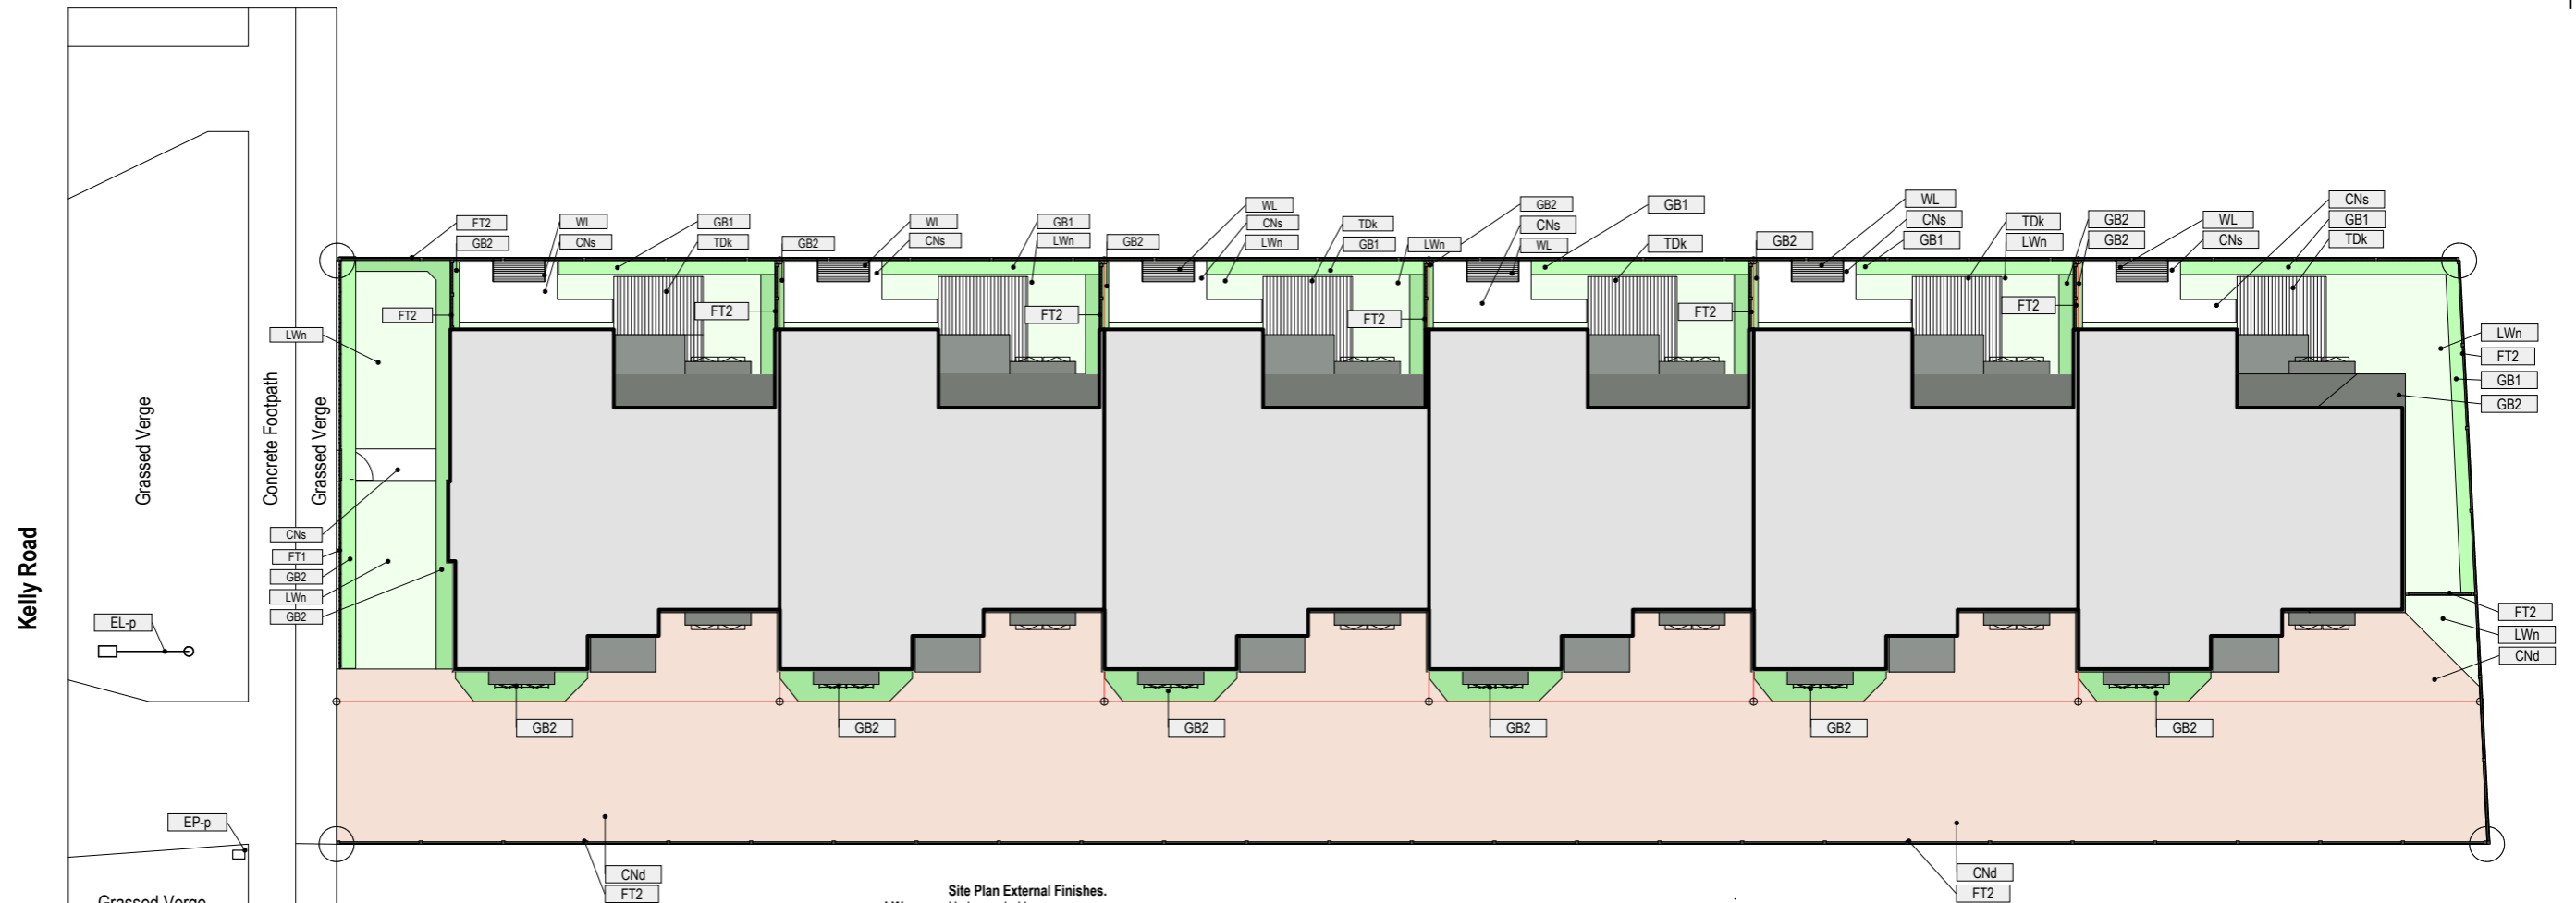 FT2
GB2
WL
CNs
GB1
TDk
GB2
WL
CNs
GB1
LWn
GB2
WL
CNs
LWn
TDk
GB1
LWn
GB2
CNs
WL
GB1
TDk
GB2
WL
CNs
GB1
TDk
LWn
GB2
GB2
WL
CNs
CNs
GB1
TDk
FT2
FT2
FT2
FT2
FT2
FT2
LWn
LWn
FT2
GB1
GB2
Kelly Road
Grassed Verge
Concrete Footpath
Grassed Verge
CNs
FT1
GB2
LWn
GB2
EL-p
FT2
LWn
CNd
GB2
GB2
GB2
GB2
GB2
GB2
EP-p
CNd
FT2
CNd
FT2
Grassed Verge
Site Plan External Finishes.